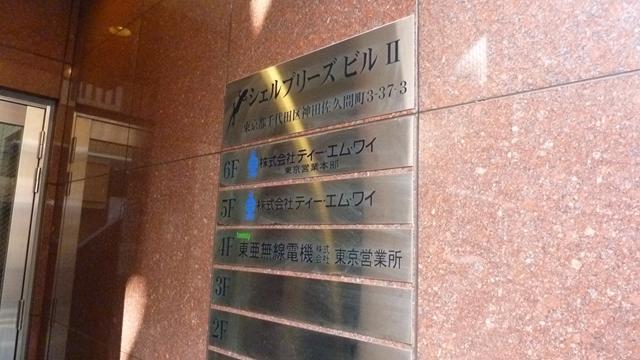 シェルブリーズビル II
東京都千代田区神田佐久間町3-37-3
6F 株式会社ティー・エム・ワイ
東京営業本部
5F 株式会社ティー・エム・ワイ
4F 東亜無線電機 株式会社 東京営業所
3F
2F